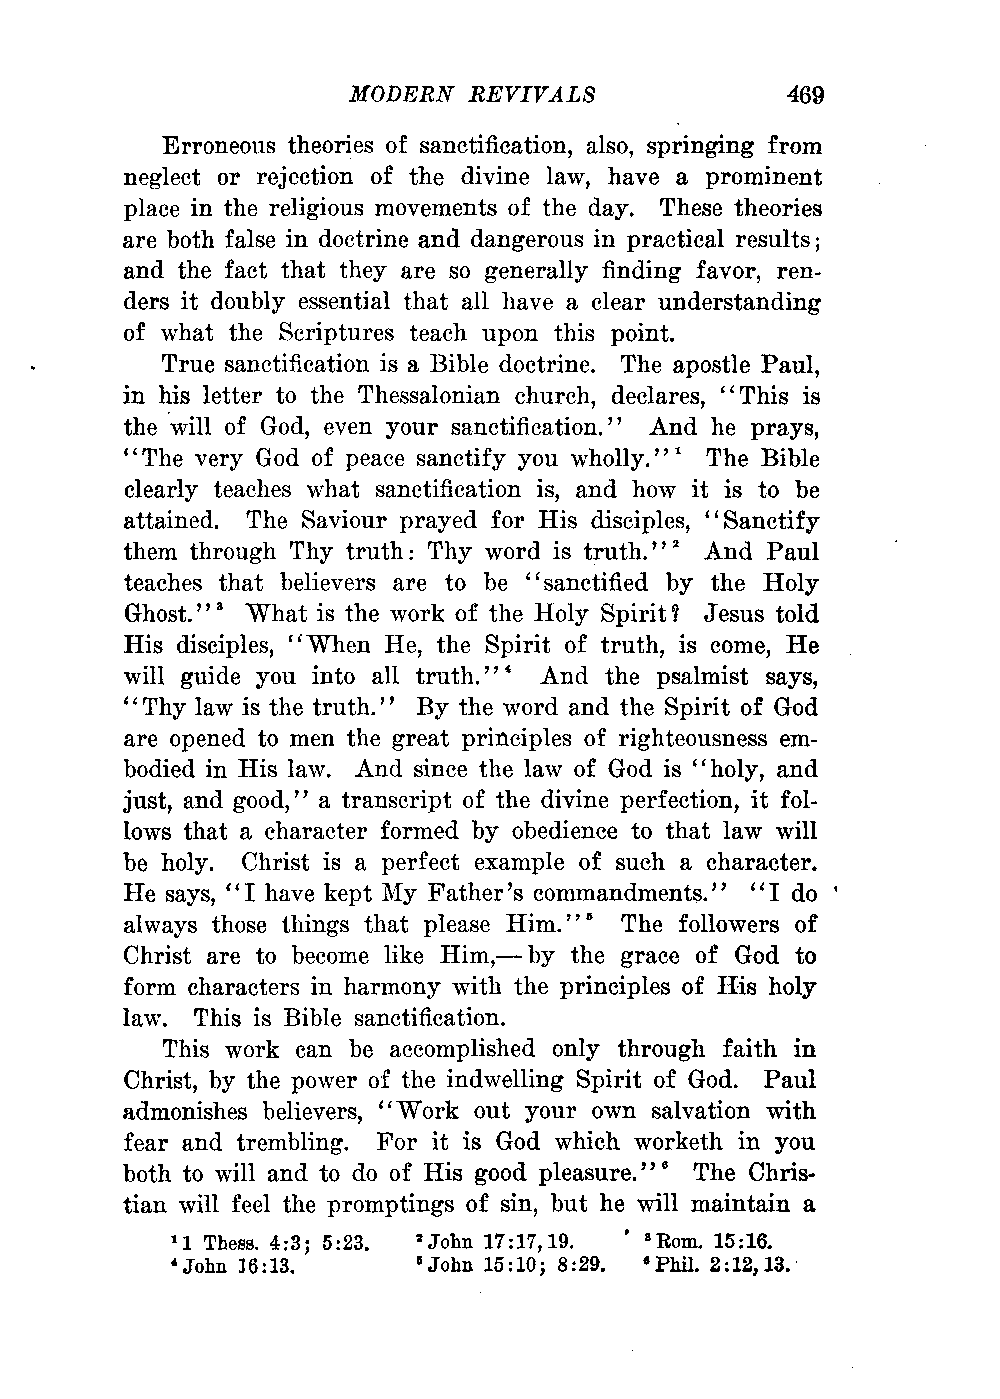 MODERN REVIVALS 469
Erroneous theories of sanctification, also, springing from
neglect or rejection of the divine law, have a prominent
place in the religious movements of the day. These theories
are both false in doctrine and dangerous in practical results;
and the fact that they are so generally finding favor, ren-
ders it doubly essential that all have a clear understanding
of what the Scriptures teach upon this point.
True sanctification is a Bible doctrine. The apostle Paul,
in his letter to the Thessalonian church, declares, ‘‘This is
the will of God, even your sanctification.’’ And he prays,
‘‘The very God of peace sanctify you wholly.’’¹ The Bible
clearly teaches what sanctification is, and how it is to be
attained. The Saviour prayed for His disciples, ‘‘Sanctify
them through Thy truth: Thy word is truth.’’² And Paul
teaches that believers are to be ‘‘sanctified by the Holy
Ghost.’’³ What is the work of the Holy Spirit? Jesus told
His disciples, ‘‘When He, the Spirit of truth, is come, He
will guide you into all truth.’’⁴ And the psalmist says,
‘‘Thy law is the truth.’’ By the word and the Spirit of God
are opened to men the great principles of righteousness em-
bodied in His law. And since the law of God is ‘‘holy, and
just, and good,’’ a transcript of the divine perfection, it fol-
lows that a character formed by obedience to that law will
be holy. Christ is a perfect example of such a character.
He says, ‘‘I have kept My Father’s commandments.’’ ‘‘I do
always those things that please Him.’’⁵ The followers of
Christ are to become like Him,— by the grace of God to
form characters in harmony with the principles of His holy
law. This is Bible sanctification.
This work can be accomplished only through faith in
Christ, by the power of the indwelling Spirit of God. Paul
admonishes believers, ‘‘Work out your own salvation with
fear and trembling. For it is God which worketh in you
both to will and to do of His good pleasure.’’⁶ The Chris-
tian will feel the promptings of sin, but he will maintain a
¹1 Thess. 4:3; 5:23. ²John 17:17,19. ³Rom. 15:16.
⁴John 16:13. ⁵John 15:10; 8:29. ⁶Phil. 2:12,13.